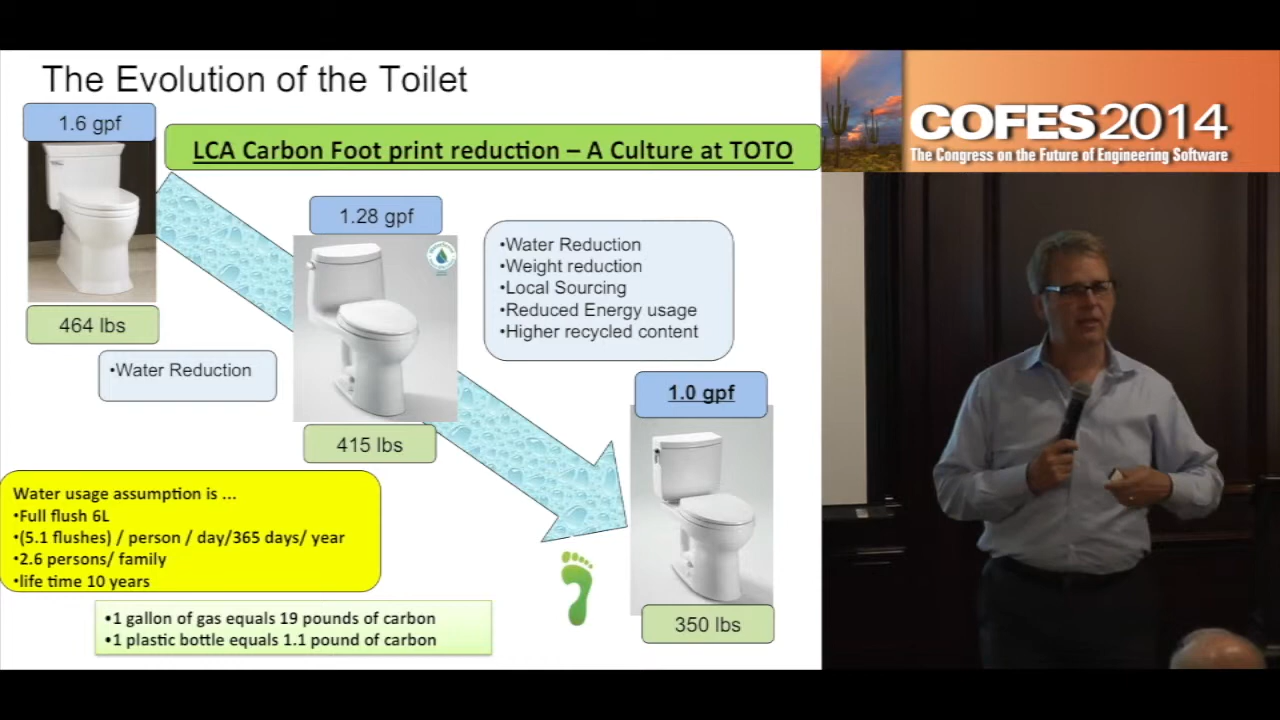 The Evolution of the Toilet
1.6 gpf
LCA Carbon Foot print reduction – A Culture at TOTO
1.28 gpf
•Water Reduction
•Weight reduction
•Local Sourcing
•Reduced Energy usage
•Higher recycled content
464 lbs
•Water Reduction
1.0 gpf
415 lbs
Water usage assumption is ...
•Full flush 6L
•(5.1 flushes) / person / day/365 days/ year
•2.6 persons/ family
•life time 10 years
350 lbs
•1 gallon of gas equals 19 pounds of carbon
•1 plastic bottle equals 1.1 pound of carbon
COFES2014
The Congress on the Future of Engineering Software